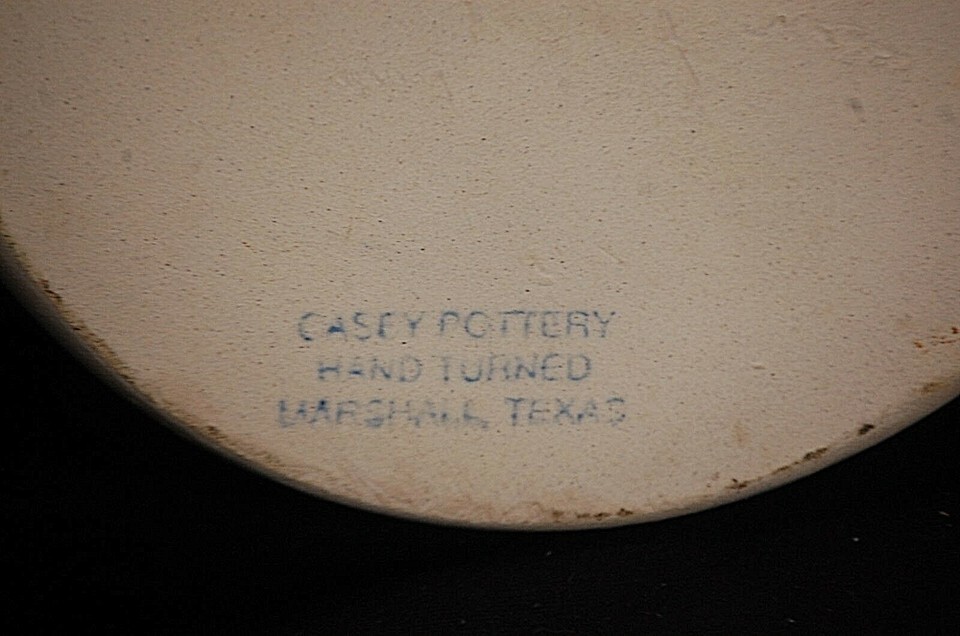 CASEY POTTERY
HAND TURNED
MARSHALL, TEXAS